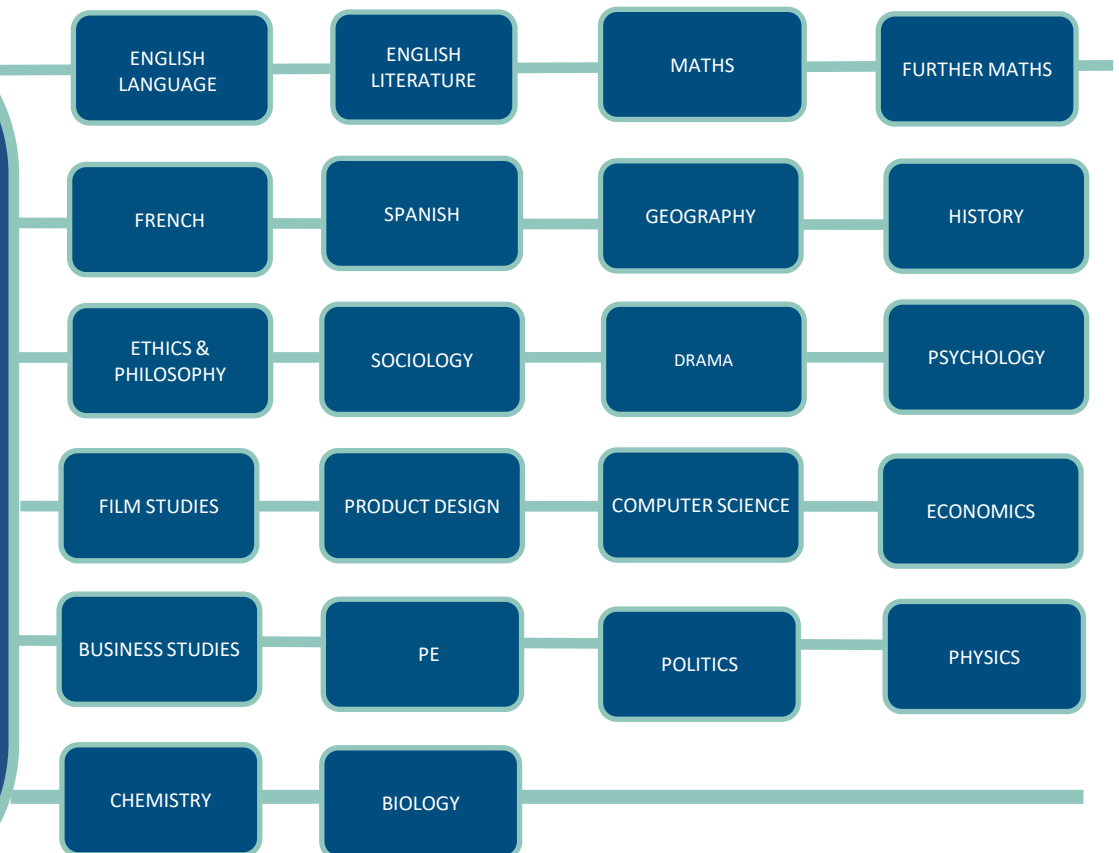 ENGLISH
LANGUAGE
ENGLISH
LITERATURE
MATHS
FURTHER MATHS
FRENCH
SPANISH
GEOGRAPHY
HISTORY
ETHICS &
PHILOSOPHY
SOCIOLOGY
DRAMA
PSYCHOLOGY
FILM STUDIES
PRODUCT DESIGN
COMPUTER SCIENCE
ECONOMICS
BUSINESS STUDIES
PE
POLITICS
PHYSICS
CHEMISTRY
BIOLOGY